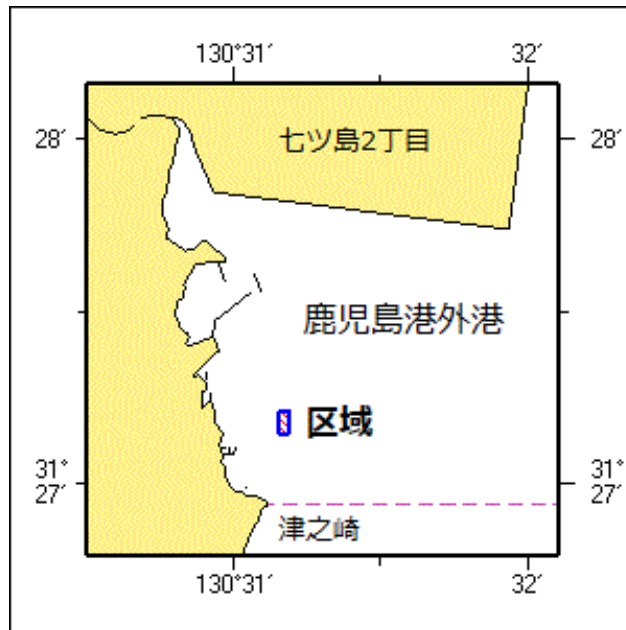 130°31′ 32′
28′ 七ツ島2丁目 28′
鹿児島港外港
区域
31° 31°
27′ 27′
津之崎
130°31′ 32′